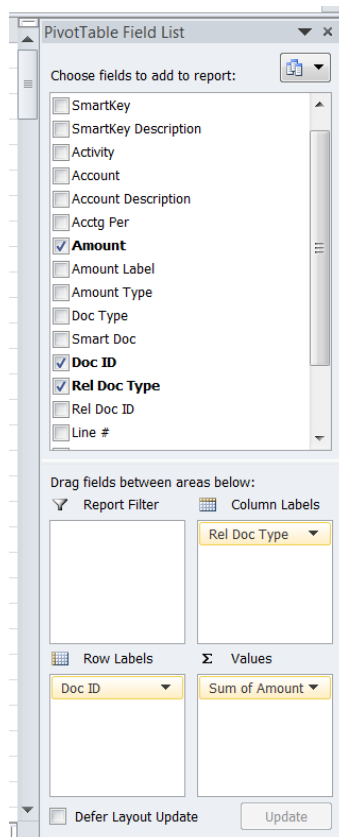 PivotTable Field List
Choose fields to add to report:
SmartKey
SmartKey Description
Activity
Account
Account Description
Acctg Per
Amount
Amount Label
Amount Type
Doc Type
Smart Doc
Doc ID
Rel Doc Type
Rel Doc ID
Line #
Drag fields between areas below:
Report Filter
Column Labels
Rel Doc Type
Row Labels
Σ Values
Doc ID
Sum of Amount
Defer Layout Update
Update